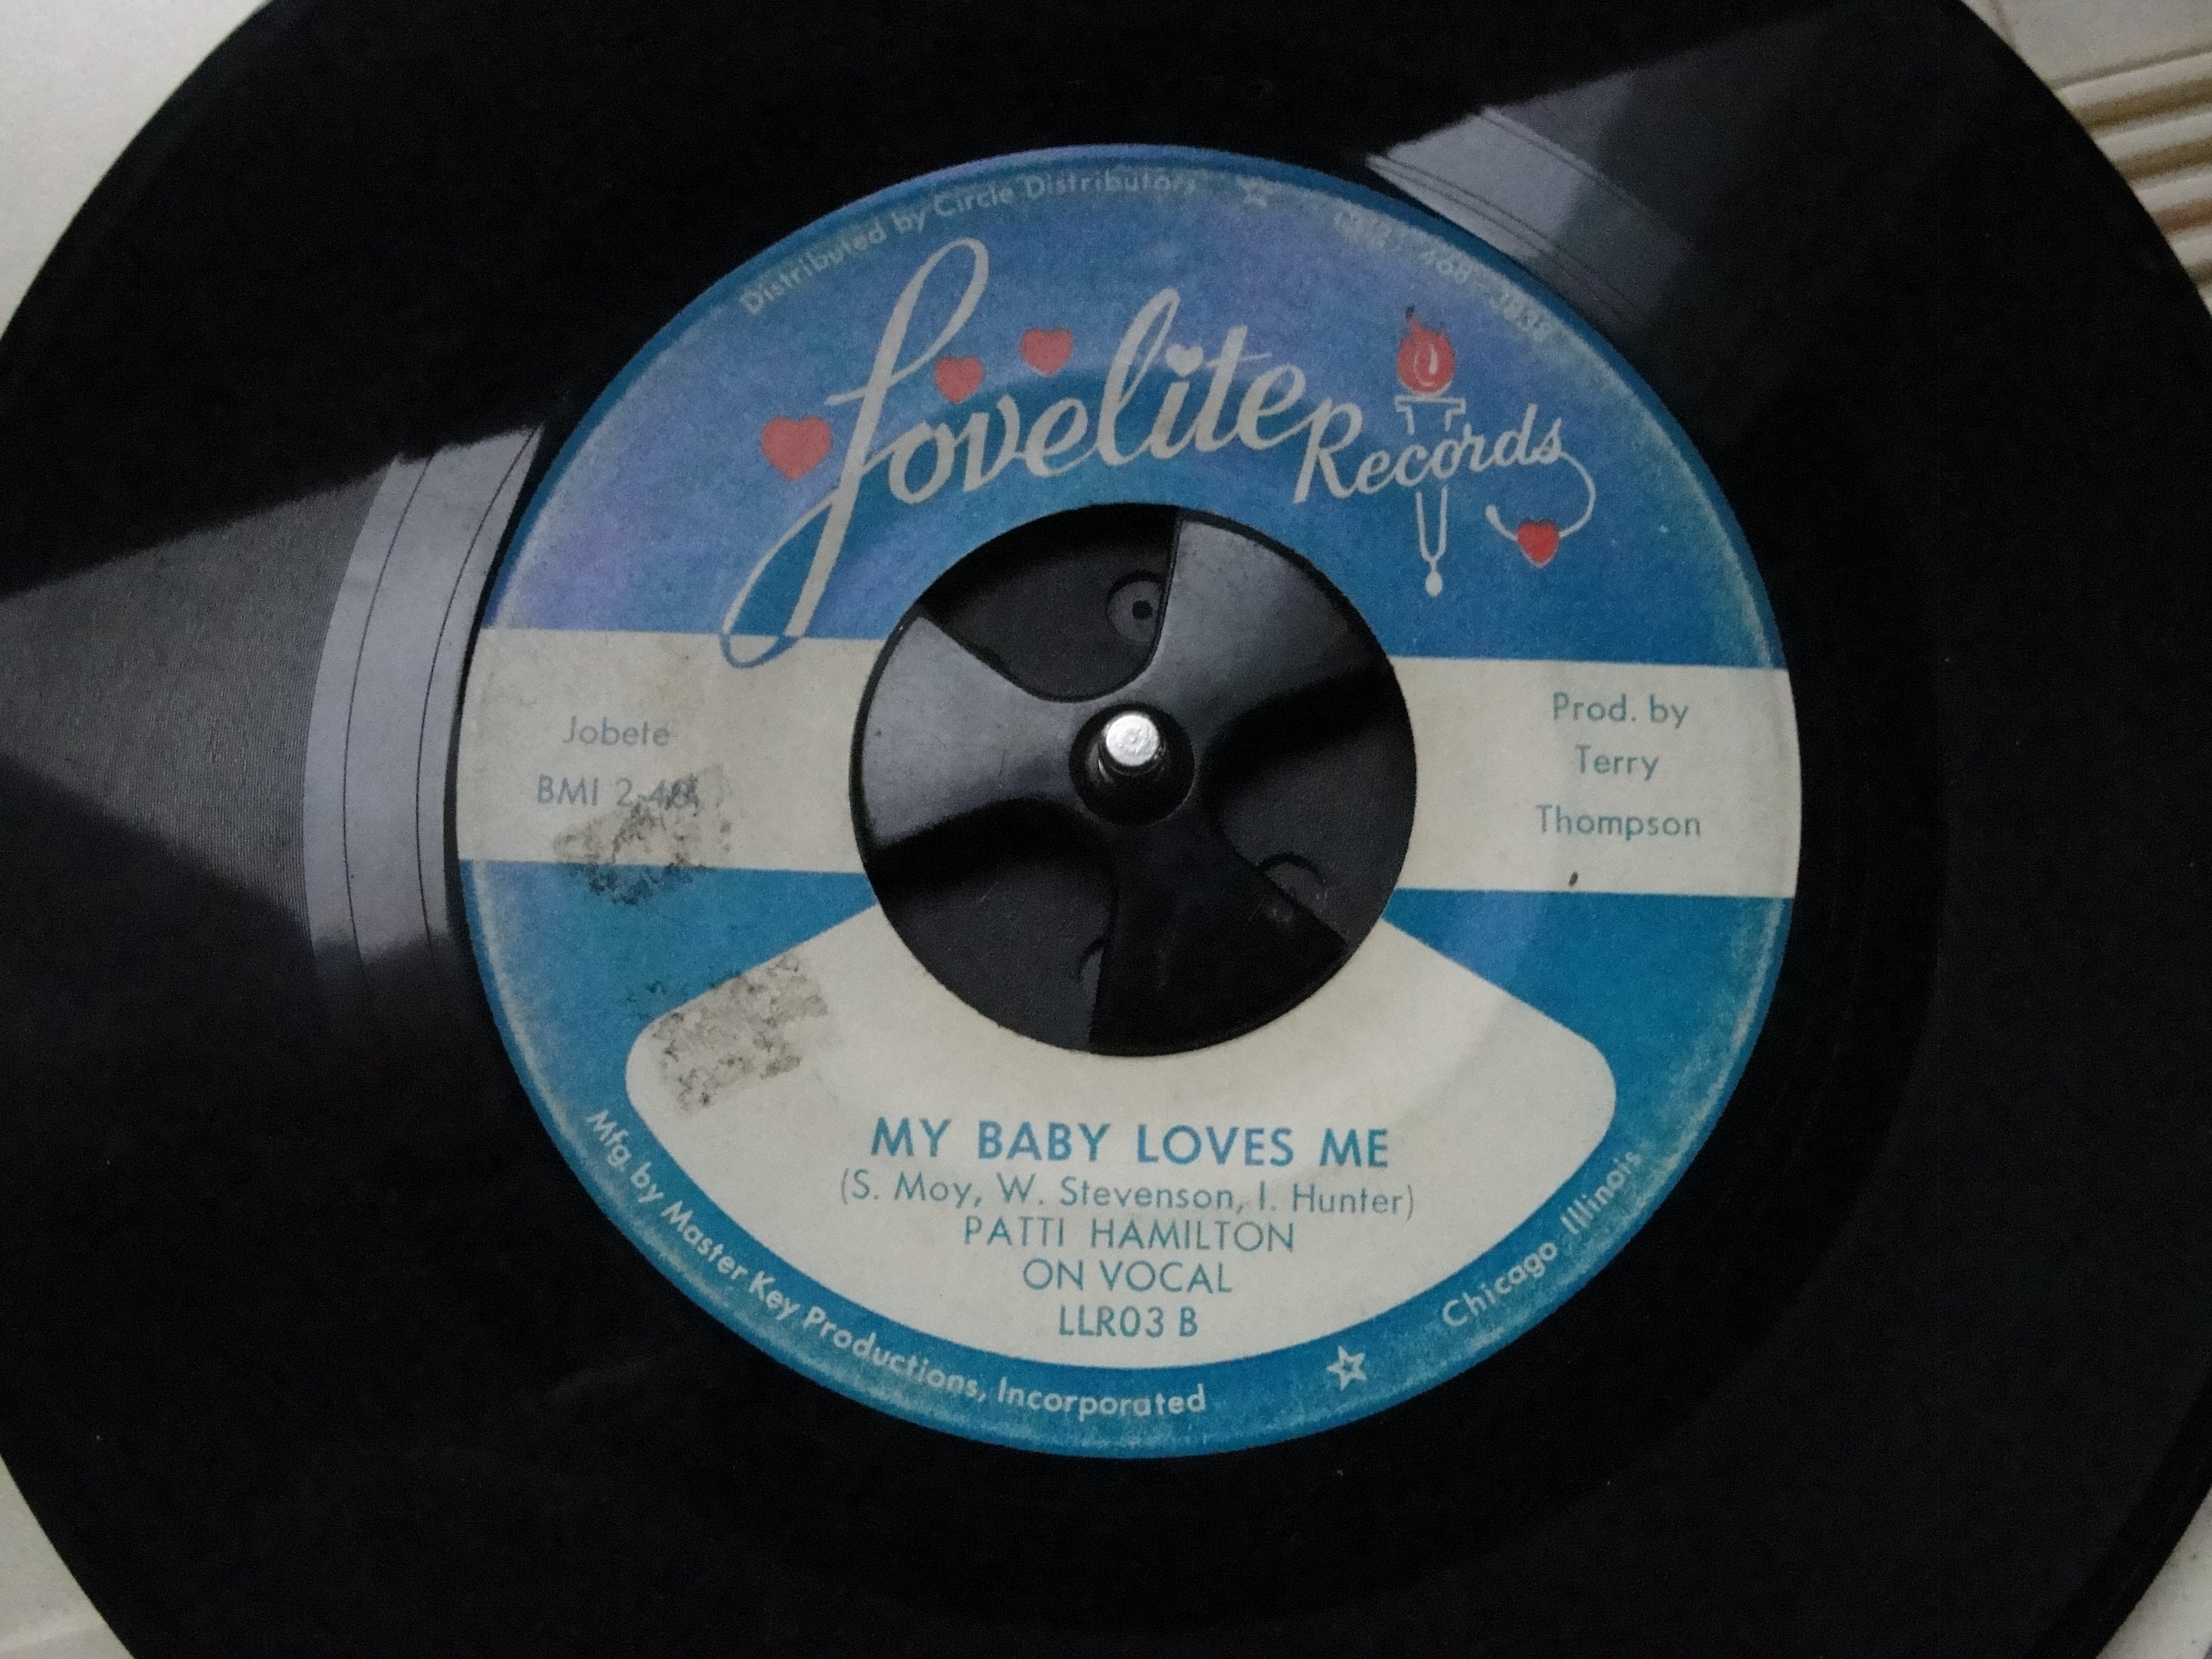 Distributed by Circle Distributors
Lovelite Records
Jobete
BMI
Prod. by
Terry
Thompson
MY BABY LOVES ME
(S. Moy, W. Stevenson, I. Hunter)
PATTI HAMILTON
ON VOCAL
LLR03 B
Mfg. by Master Key Productions, Incorporated
Chicago Illinois